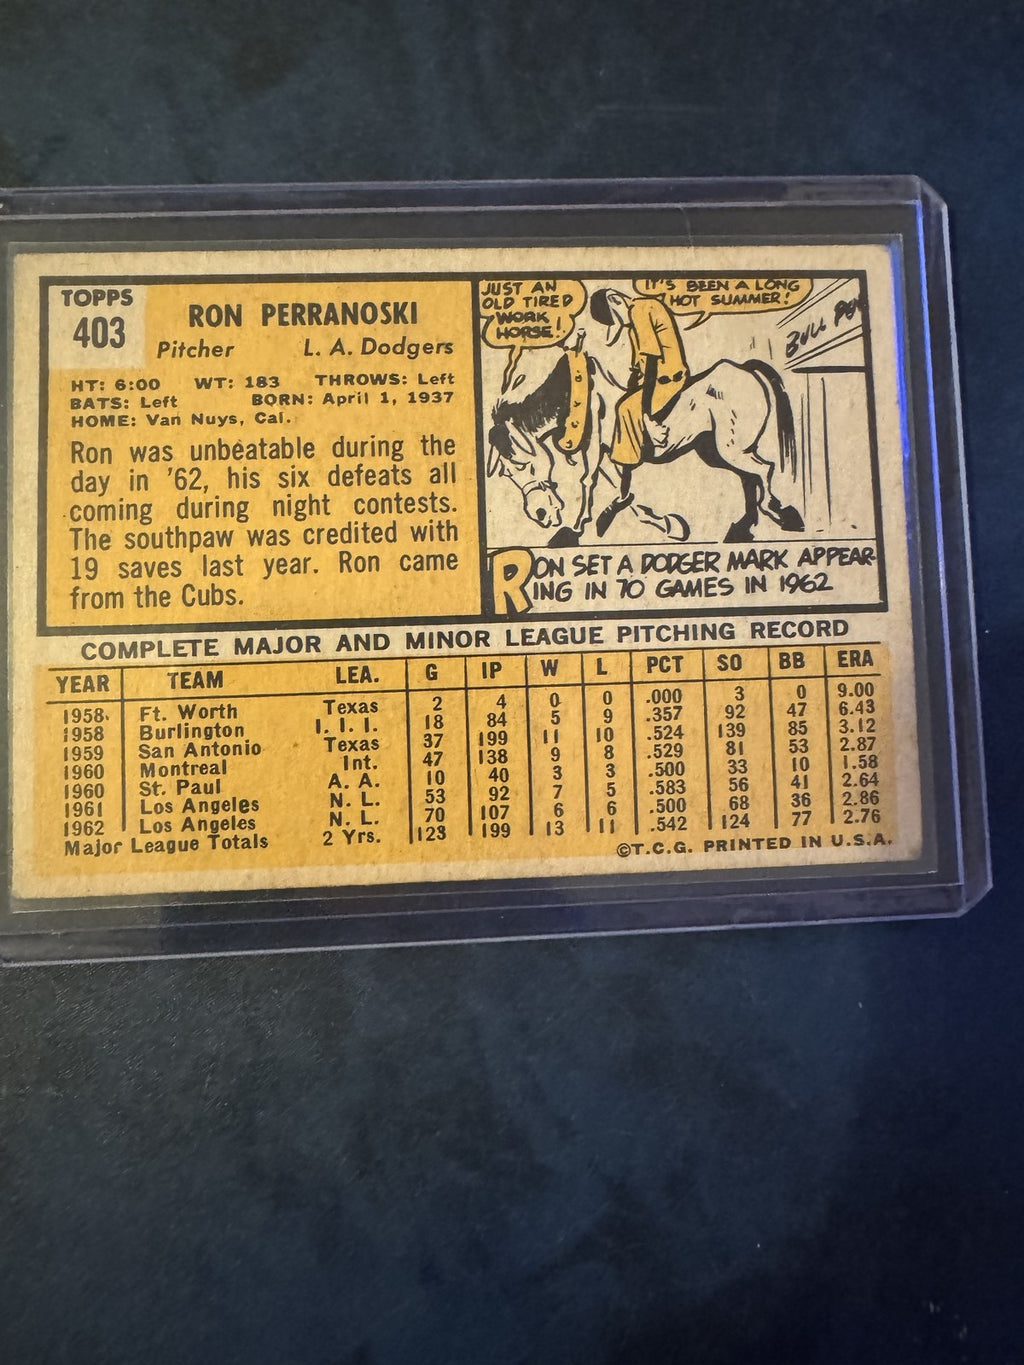 TOPPS
403
RON PERRANOSKI
Pitcher L. A. Dodgers
HT: 6:00 WT: 183 THROWS: Left
BATS: Left BORN: April 1, 1937
HOME: Van Nuys, Cal.
Ron was unbeatable during the
day in '62, his six defeats all
coming during night contests.
The southpaw was credited with
19 saves last year. Ron came
from the Cubs.
JUST AN
OLD TIRED
WORK
HORSE!
IT'S BEEN A LONG
HOT SUMMER!
BULL PEN
RON SET A DODGER MARK APPEAR-
ING IN 70 GAMES IN 1962
COMPLETE MAJOR AND MINOR LEAGUE PITCHING RECORD
YEAR TEAM LEA. G IP W L PCT SO BB ERA
1958 Ft. Worth Texas 2 4 0 0 .000 3 0 9.00
1958 Burlington I. I. I. 18 84 5 9 .357 92 47 6.43
1959 San Antonio Texas 37 199 11 10 .524 139 85 3.12
1960 Montreal Int. 47 138 9 8 .529 81 53 2.87
1960 St. Paul A. A. 10 40 3 3 .500 33 10 1.58
1961 Los Angeles N. L. 53 92 7 5 .583 56 41 2.64
1962 Los Angeles N. L. 70 107 6 6 .500 68 36 2.86
Major League Totals 2 Yrs. 123 199 13 11 .542 124 77 2.76
©T.C.G. PRINTED IN U.S.A.